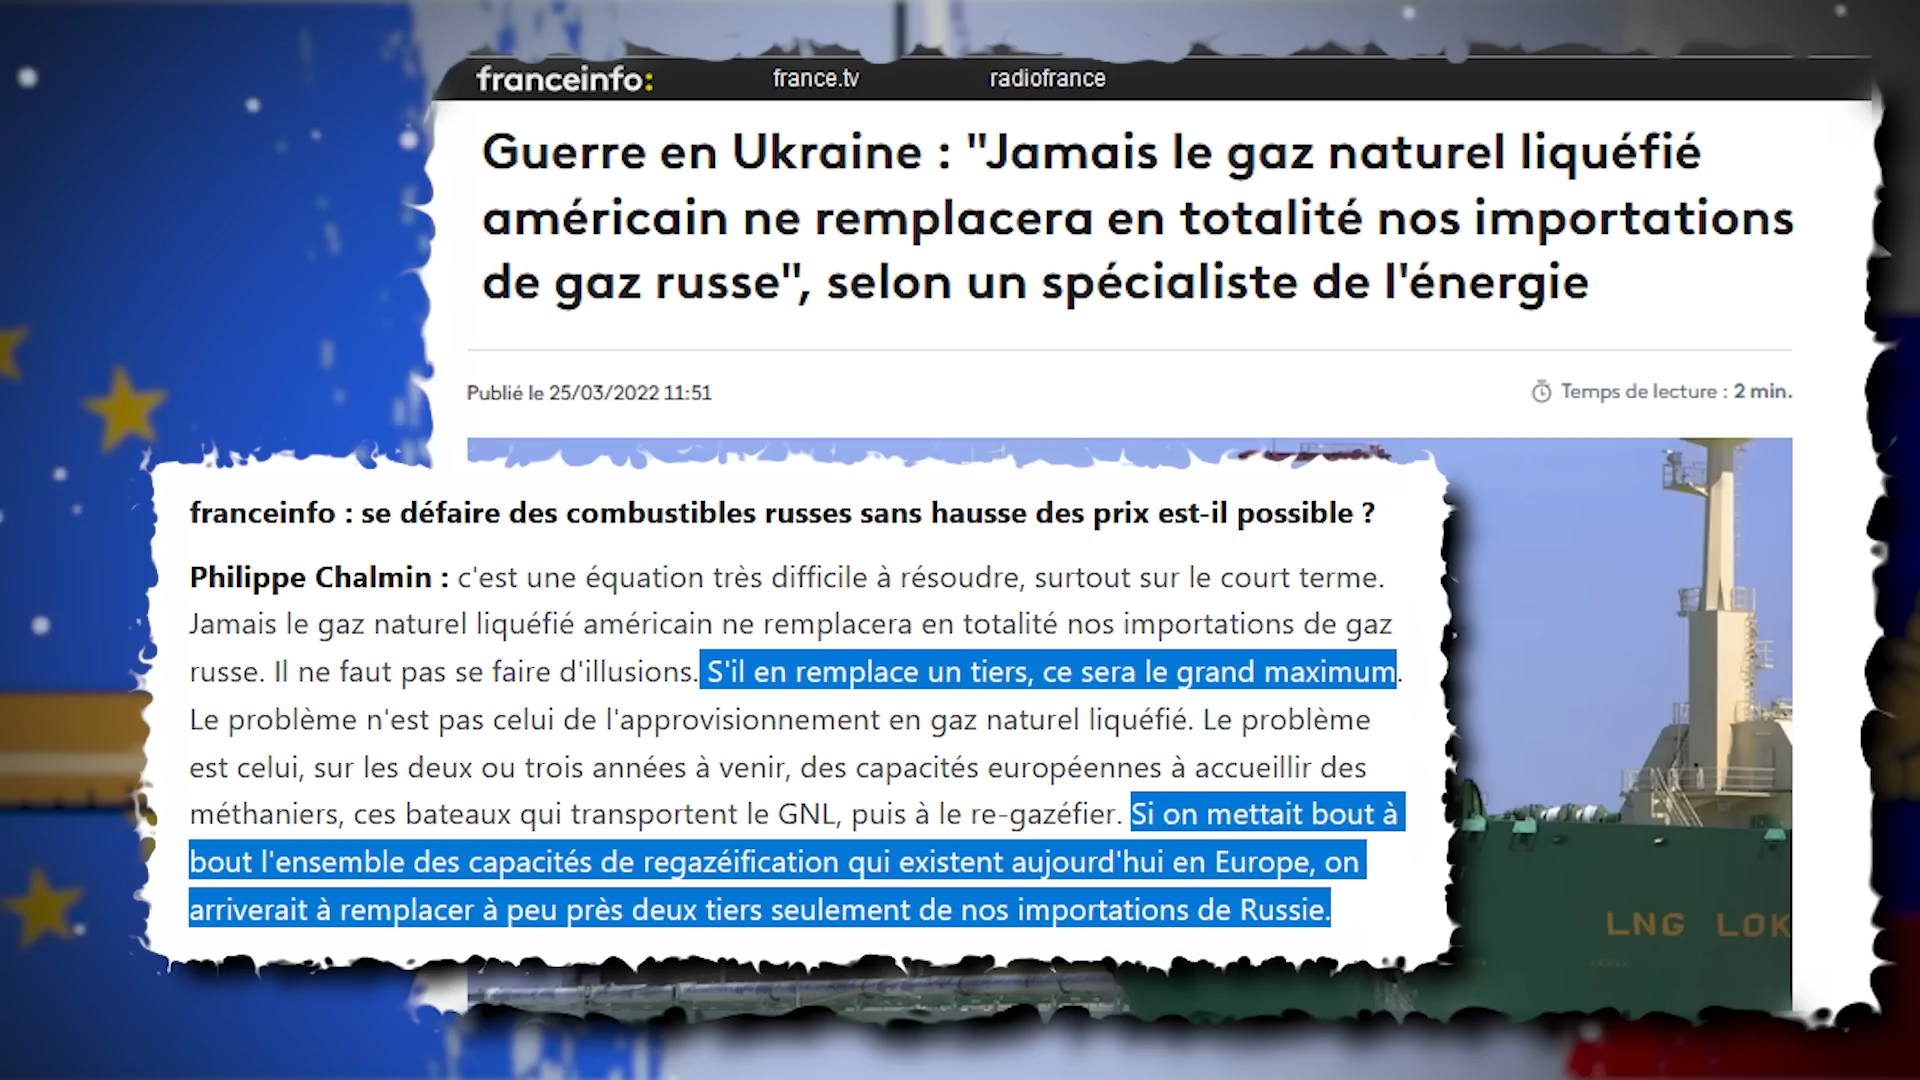 franceinfo: france.tv radiofrance
Guerre en Ukraine : "Jamais le gaz naturel liquéfié
américain ne remplacera en totalité nos importations
de gaz russe", selon un spécialiste de l'énergie
Publié le 25/03/2022 11:51
Temps de lecture : 2 min.
franceinfo : se défaire des combustibles russes sans hausse des prix est-il possible ?
Philippe Chalmin : c'est une équation très difficile à résoudre, surtout sur le court terme.
Jamais le gaz naturel liquéfié américain ne remplacera en totalité nos importations de gaz
russe. Il ne faut pas se faire d'illusions. S'il en remplace un tiers, ce sera le grand maximum.
Le problème n'est pas celui de l'approvisionnement en gaz naturel liquéfié. Le problème
est celui, sur les deux ou trois années à venir, des capacités européennes à accueillir des
méthaniers, ces bateaux qui transportent le GNL, puis à le re-gazéfier. Si on mettait bout à
bout l'ensemble des capacités de regazéification qui existent aujourd'hui en Europe, on
arriverait à remplacer à peu près deux tiers seulement de nos importations de Russie.
LNG LOK